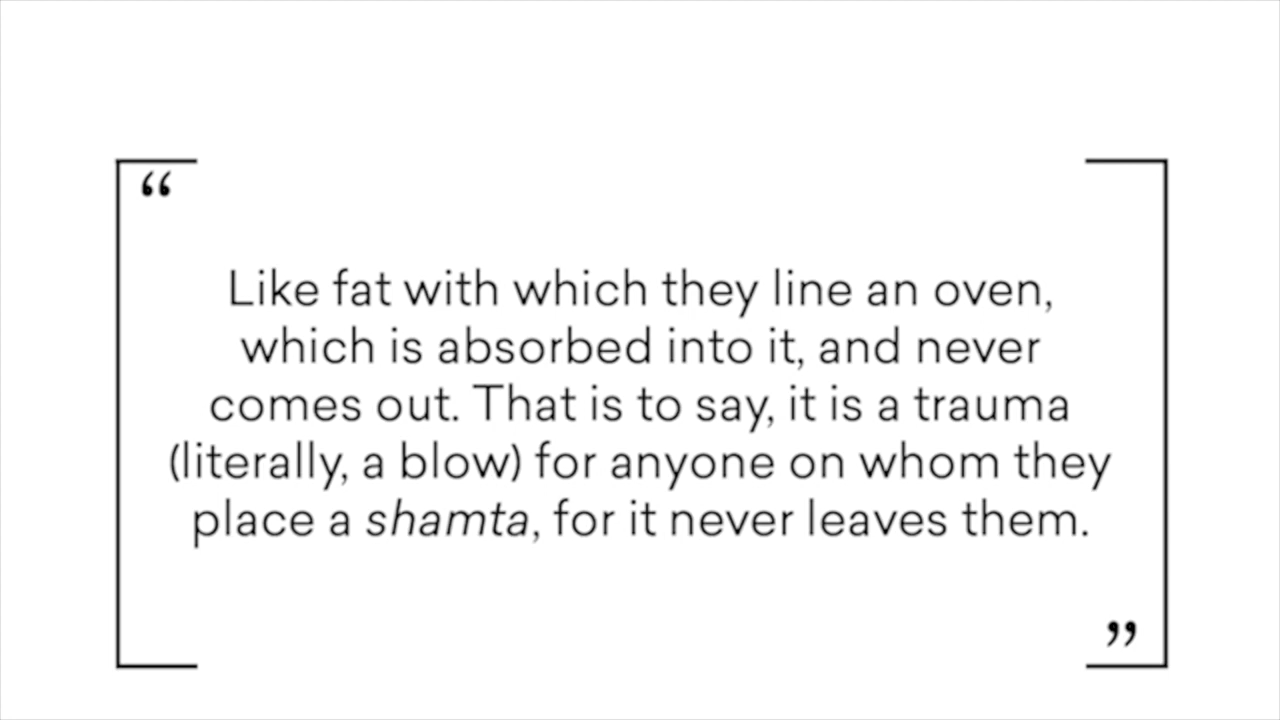 “
Like fat with which they line an oven,
which is absorbed into it, and never
comes out. That is to say, it is a trauma
(literally, a blow) for anyone on whom they
place a shamta, for it never leaves them.
”